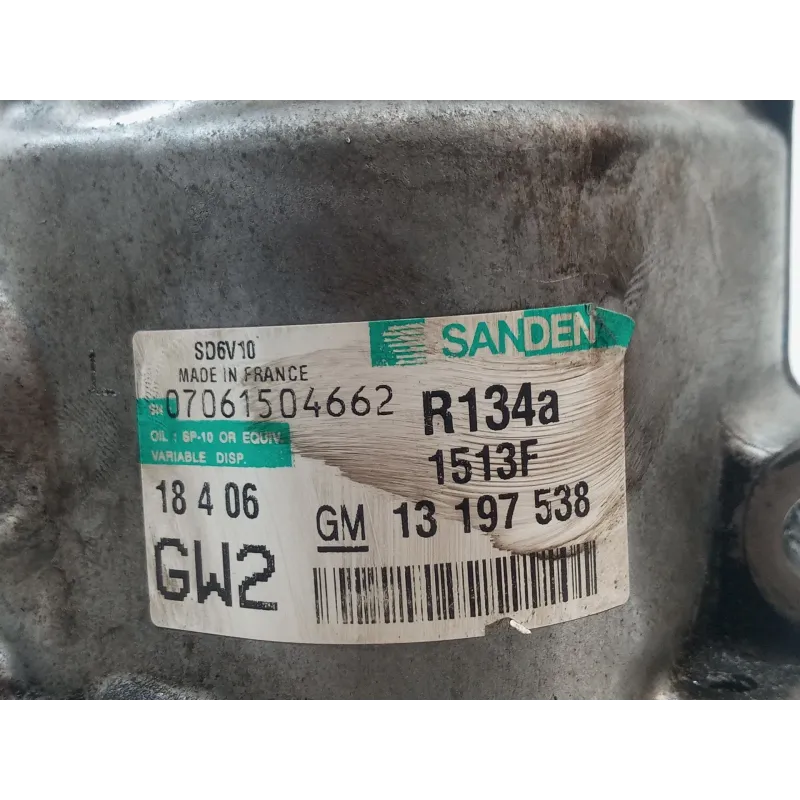 SANDEN
SD6V10
MADE IN FRANCE
SN 07061504662
R134a
OIL : SP-10 OR EQUIV.
VARIABLE DISP.
1513F
18 4 06
GM 13 197 538
GW2